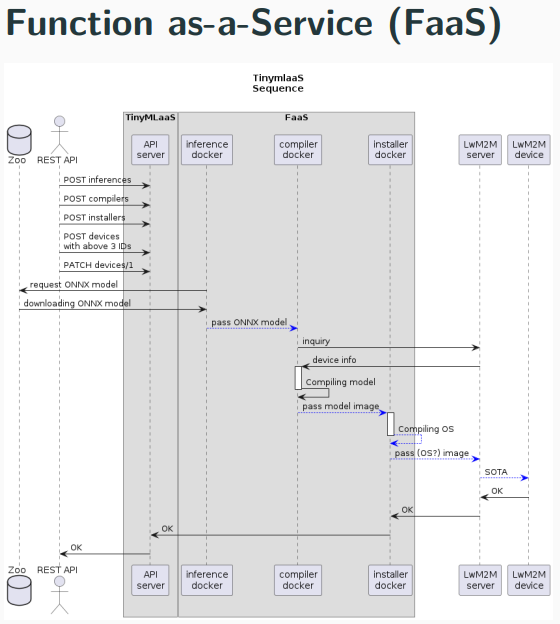 Function as-a-Service (FaaS)
TinymlaaS
Sequence
TinyMLaaS
FaaS
Zoo
REST API
API
server
inference
docker
compiler
docker
installer
docker
LwM2M
server
LwM2M
device
POST inferences
POST compilers
POST installers
POST devices
with above 3 IDs
PATCH devices/1
request ONNX model
downloading ONNX model
pass ONNX model
inquiry
device info
Compiling model
pass model image
Compiling OS
pass (OS?) image
SOTA
OK
OK
OK
OK
Zoo
REST API
API
server
inference
docker
compiler
docker
installer
docker
LwM2M
server
LwM2M
device